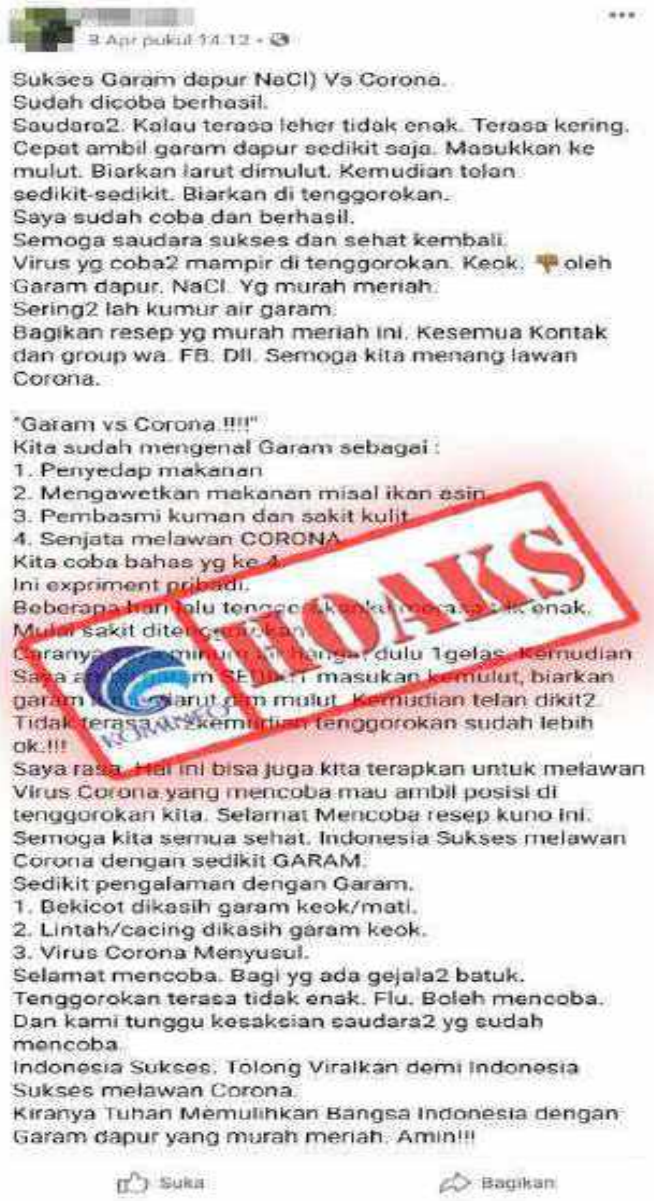 8 Apr pukul 14.12 •
Sukses Garam dapur NaCl) Vs Corona.
Sudah dicoba berhasil.
Saudara2. Kalau terasa leher tidak enak. Terasa kering.
Cepat ambil garam dapur sedikit saja. Masukkan ke
mulut. Biarkan larut dimulut. Kemudian telan
sedikit-sedikit. Biarkan di tenggorokan.
Saya sudah coba dan berhasil.
Semoga saudara sukses dan sehat kembali.
Virus yg coba2 mampir di tenggorokan. Keok. 👎 oleh
Garam dapur, NaCl. Yg murah meriah.
Sering2 lah kumur air garam.
Bagikan resep yg murah meriah ini. Kesemua Kontak
dan group wa. FB. Dll. Semoga kita menang lawan
Corona.
"Garam vs Corona.!!!!"
Kita sudah mengenal Garam sebagai :
1. Penyedap makanan
2. Mengawetkan makanan misal ikan asin
3. Pembasmi kuman dan sakit kulit
4. Senjata melawan CORONA
Kita coba bahas yg ke 4.
Ini expriment pribadi.
Beberapa hari lalu enak.
Mulai sakit
Caranya minum air hangat dulu 1gelas. Kemudian
Saya masukan kemulut, biarkan
garam larut mulut. Kemudian telan dikit2.
Tidak terasa tenggorokan sudah lebih
ok.!!!
Saya rasa. Hal ini bisa juga kita terapkan untuk melawan
Virus Corona yang mencoba mau ambil posisi di
tenggorokan kita. Selamat Mencoba resep kuno ini.
Semoga kita semua sehat. Indonesia Sukses melawan
Corona dengan sedikit GARAM.
Sedikit pengalaman dengan Garam.
1. Bekicot dikasih garam keok/mati.
2. Lintah/cacing dikasih garam keok.
3. Virus Corona Menyusul.
Selamat mencoba. Bagi yg ada gejala2 batuk.
Tenggorokan terasa tidak enak. Flu. Boleh mencoba.
Dan kami tunggu kesaksian saudara2 yg sudah
mencoba.
Indonesia Sukses. Tolong Viralkan demi Indonesia
Sukses melawan Corona.
Kiranya Tuhan Memulihkan Bangsa Indonesia dengan
Garam dapur yang murah meriah. Amin!!!
Suka Bagikan
HOAKS
KOMINFO